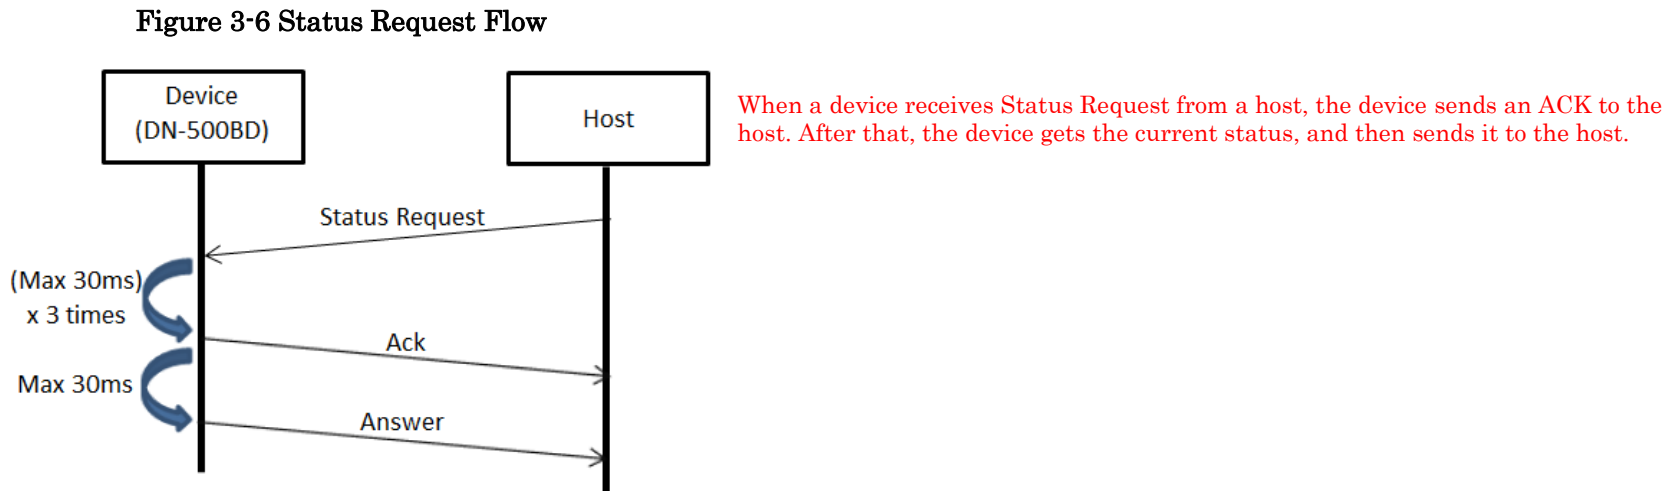 Figure 3-6 Status Request Flow
Device
(DN-500BD)
Host
When a device receives Status Request from a host, the device sends an ACK to the
host. After that, the device gets the current status, and then sends it to the host.
Status Request
(Max 30ms)
x 3 times
Ack
Max 30ms
Answer